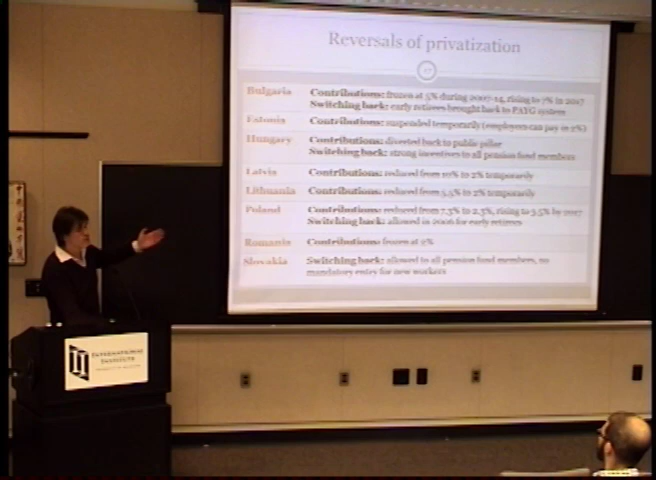 Reversals of privatization
17
Bulgaria Contributions: frozen at 5% during 2007-14, rising to 7% in 2017
Switching back: early retirees brought back to PAYG system
Estonia Contributions: suspended temporarily (employers can pay in 2%)
Hungary Contributions: diverted back to public pillar
Switching back: strong incentives to all pension fund members
Latvia Contributions: reduced from 10% to 2% temporarily
Lithuania Contributions: reduced from 5.5% to 2% temporarily
Poland Contributions: reduced from 7.3% to 2.3%, rising to 3.5% by 2017
Switching back: allowed in 2006 for early retirees
Romania Contributions: frozen at 2%
Slovakia Switching back: allowed to all pension fund members, no
mandatory entry for new workers
INTERNATIONAL
INSTITUTE